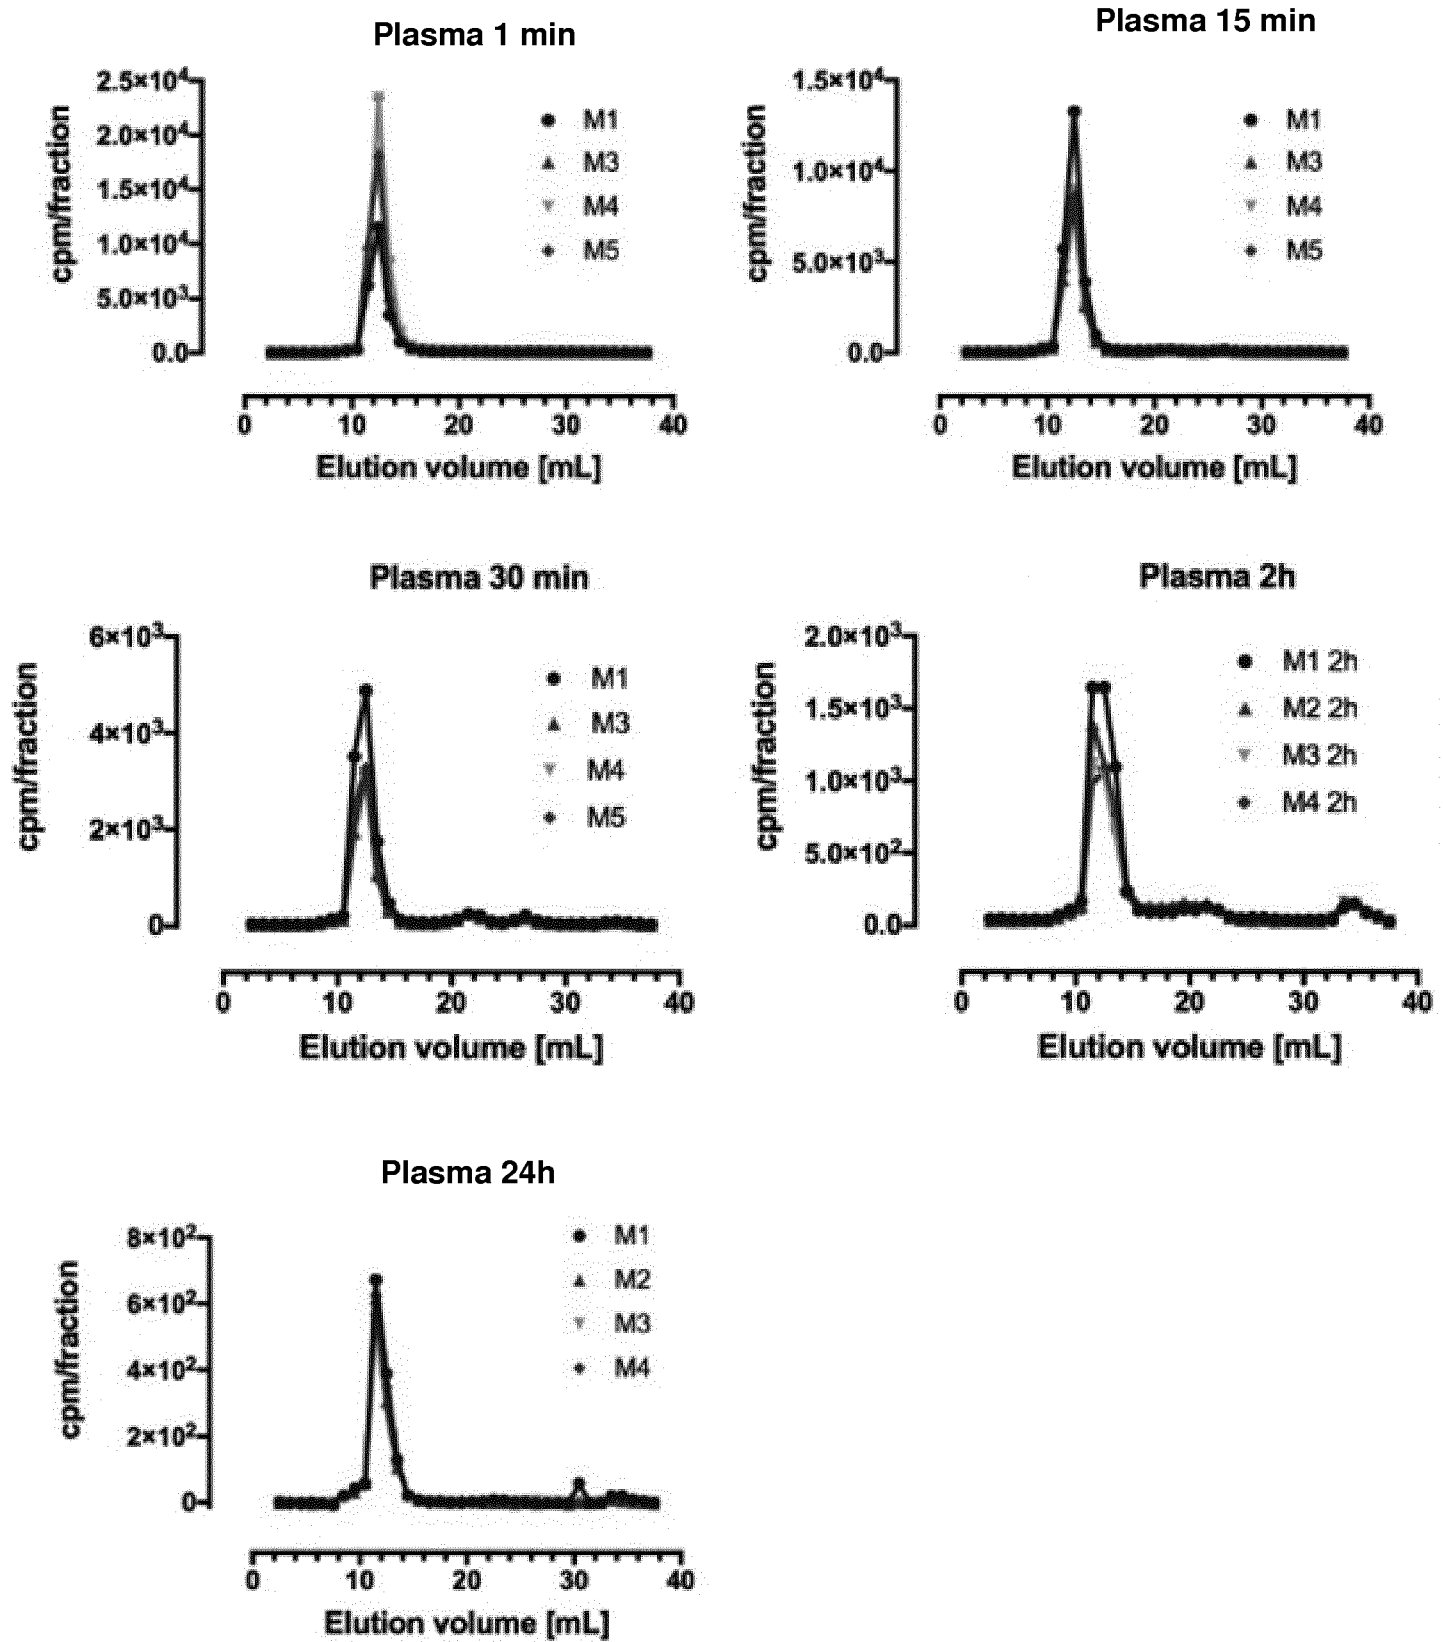 Plasma 1 min
2.5×10⁴
2.0×10⁴
1.5×10⁴
1.0×10⁴
5.0×10³
0.0
cpm/fraction
M1
M3
M4
M5
0 10 20 30 40
Elution volume [mL]
Plasma 15 min
1.5×10⁴
1.0×10⁴
5.0×10³
0.0
cpm/fraction
M1
M3
M4
M5
0 10 20 30 40
Elution volume [mL]
Plasma 30 min
6×10³
4×10³
2×10³
0
cpm/fraction
M1
M3
M4
M5
0 10 20 30 40
Elution volume [mL]
Plasma 2h
2.0×10³
1.5×10³
1.0×10³
5.0×10²
0.0
cpm/fraction
M1 2h
M2 2h
M3 2h
M4 2h
0 10 20 30 40
Elution volume [mL]
Plasma 24h
8×10²
6×10²
4×10²
2×10²
0
cpm/fraction
M1
M2
M3
M4
0 10 20 30 40
Elution volume [mL]